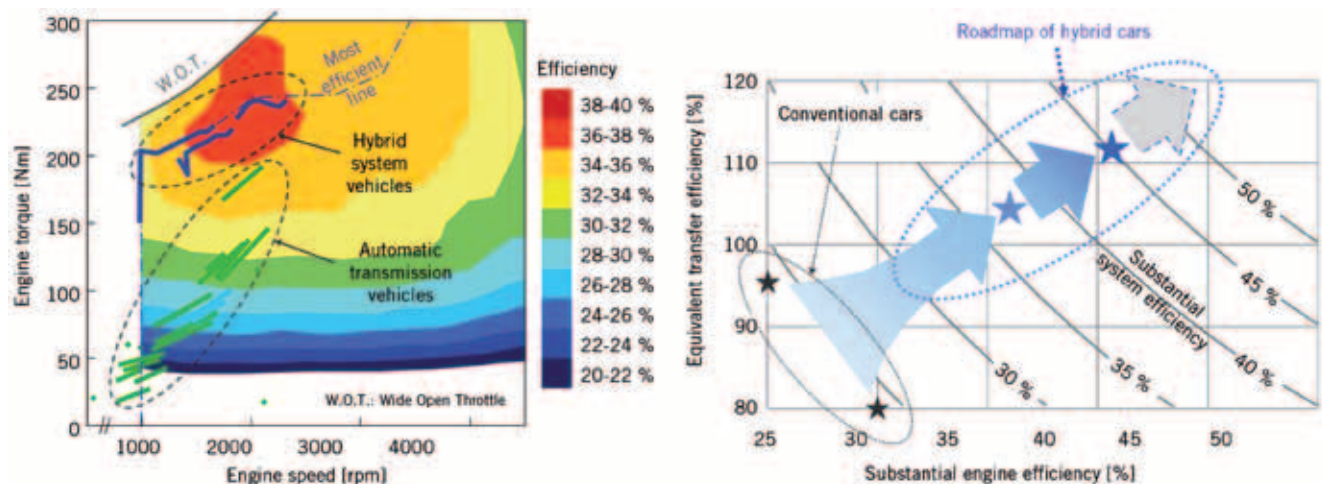 300
250
200
150
100
50
0
Engine torque [Nm]
W.O.T.
Most
efficient
line
Hybrid
system
vehicles
Automatic
transmission
vehicles
W.O.T.: Wide Open Throttle
1000
2000
3000
4000
Engine speed [rpm]
Efficiency
38-40 %
36-38 %
34-36 %
32-34 %
30-32 %
28-30 %
26-28 %
24-26 %
22-24 %
20-22 %
Roadmap of hybrid cars
Conventional cars
120
110
100
90
80
Equivalent transfer efficiency [%]
50 %
45 %
40 %
35 %
30 %
Substantial
system efficiency
25
30
35
40
45
50
Substantial engine efficiency [%]